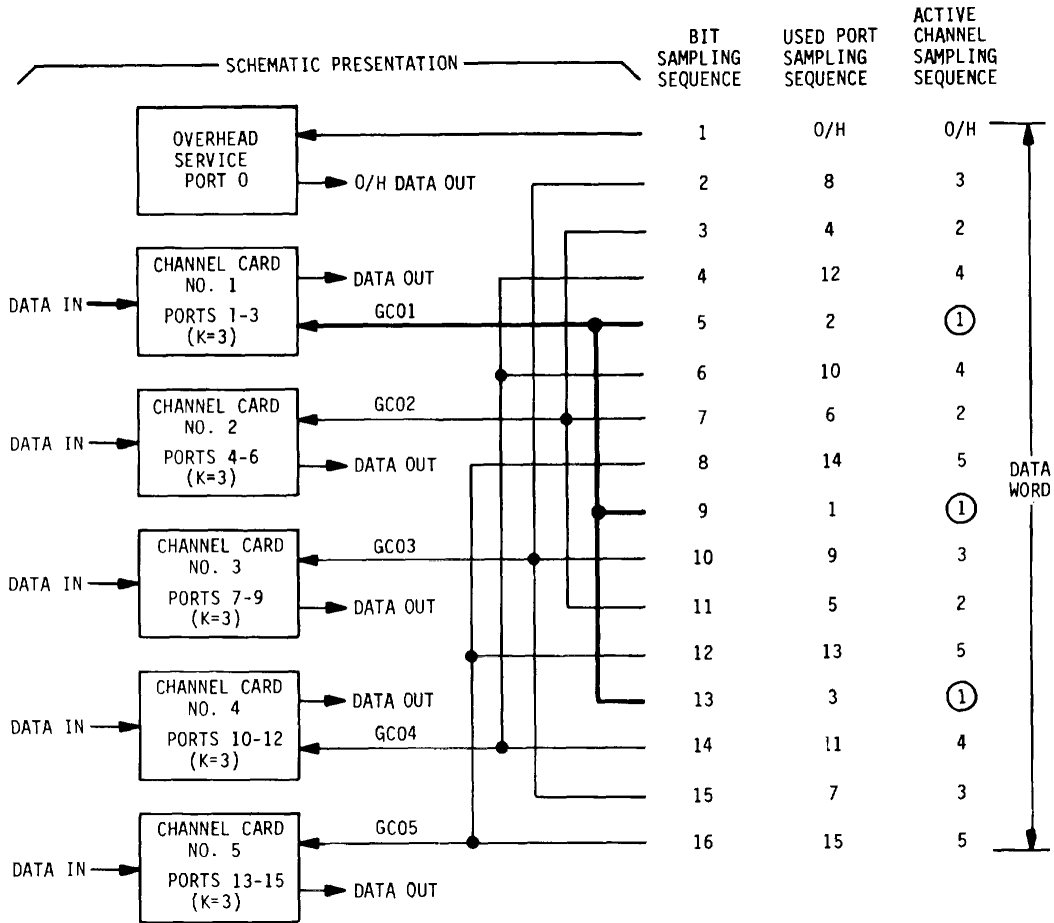 SCHEMATIC PRESENTATION
BIT
SAMPLING
SEQUENCE
USED PORT
SAMPLING
SEQUENCE
ACTIVE
CHANNEL
SAMPLING
SEQUENCE
OVERHEAD
SERVICE
PORT 0
O/H DATA OUT
DATA IN
CHANNEL CARD
NO. 1
PORTS 1-3
(K=3)
DATA OUT
GC01
DATA IN
CHANNEL CARD
NO. 2
PORTS 4-6
(K=3)
GC02
DATA OUT
DATA IN
CHANNEL CARD
NO. 3
PORTS 7-9
(K=3)
GC03
DATA OUT
DATA IN
CHANNEL CARD
NO. 4
PORTS 10-12
(K=3)
DATA OUT
GC04
DATA IN
CHANNEL CARD
NO. 5
PORTS 13-15
(K=3)
GC05
DATA OUT
1 O/H O/H
2 8 3
3 4 2
4 12 4
5 2 1
6 10 4
7 6 2
8 14 5
9 1 1
10 9 3
11 5 2
12 13 5
13 3 1
14 11 4
15 7 3
16 15 5
DATA
WORD